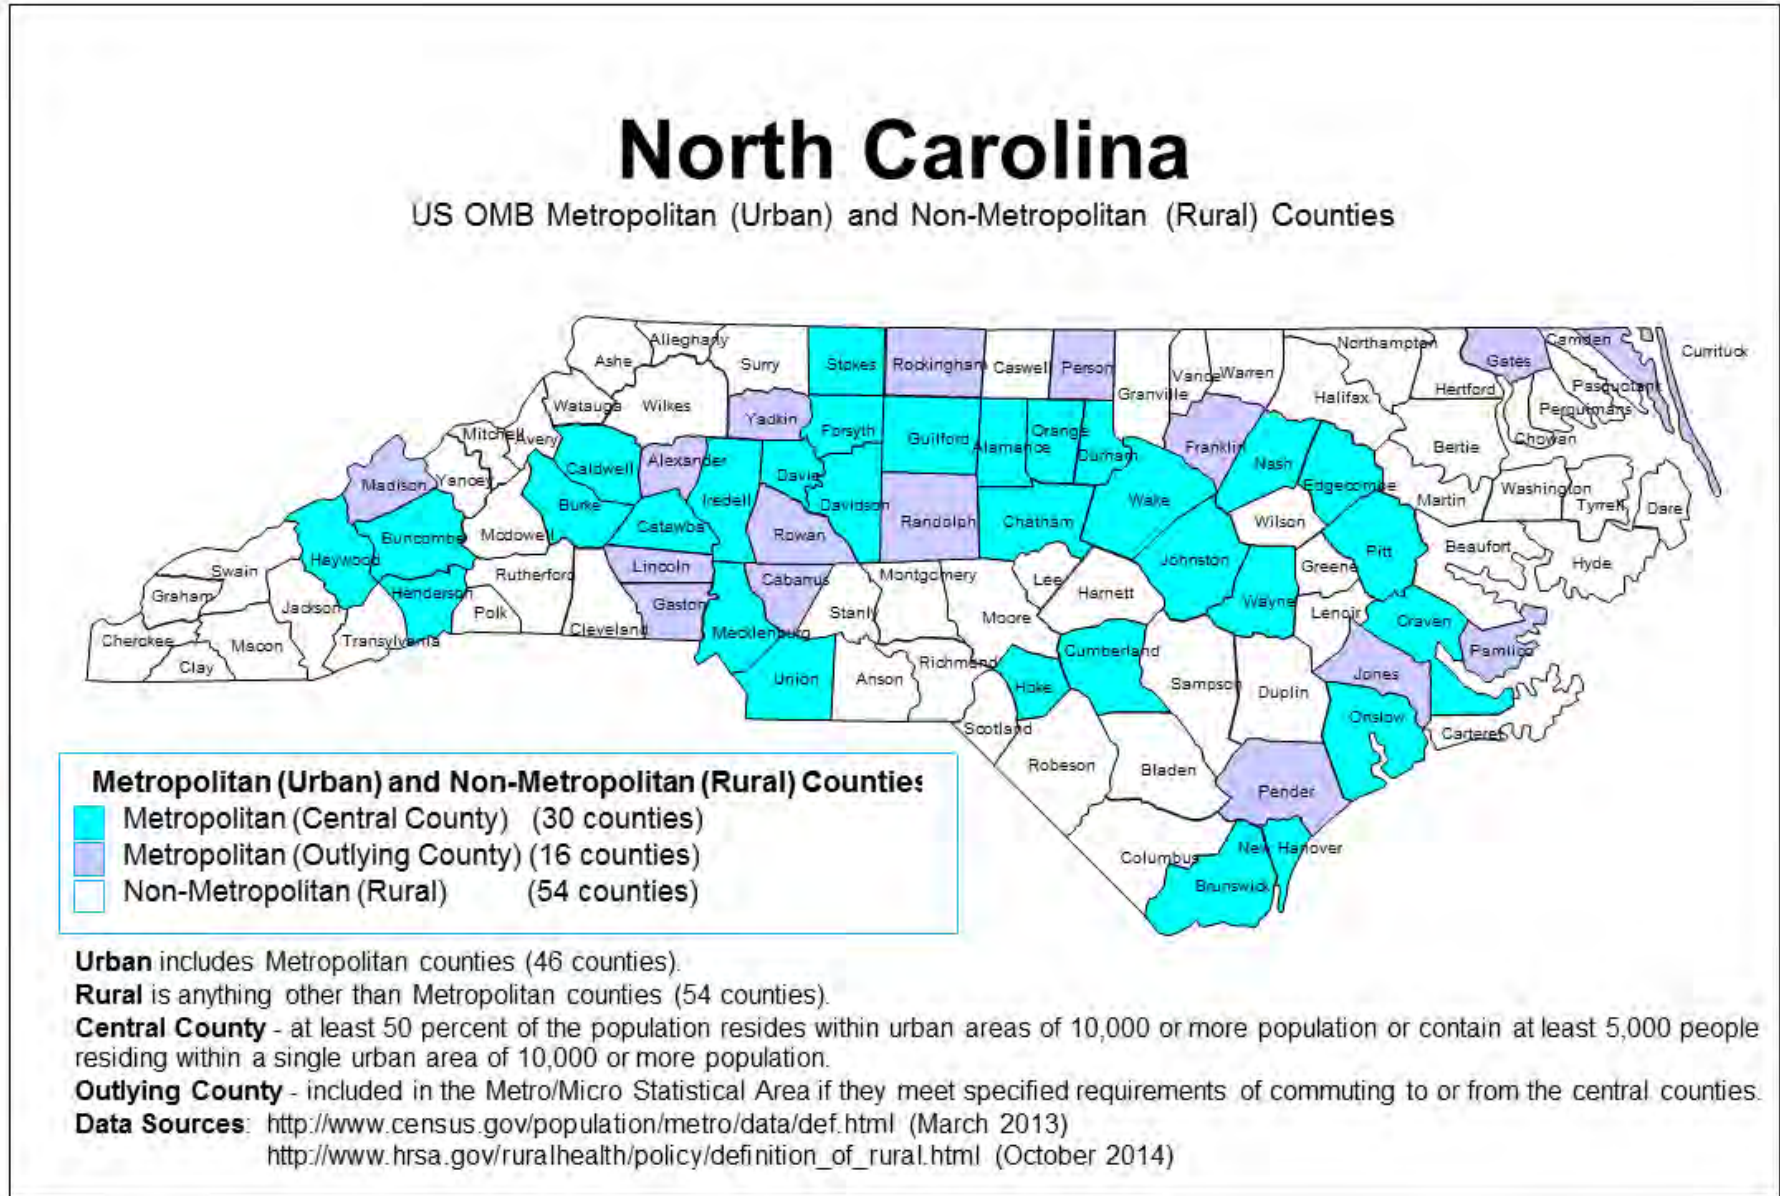 North Carolina
US OMB Metropolitan (Urban) and Non-Metropolitan (Rural) Counties
Alleghany
Northampton
Camden
Currituck
Ashe
Surry
Stokes
Rockingham
Caswell
Person
Vance
Warren
Gates
Hertford
Pasquotank
Granville
Halifax
Perquimans
Watauga
Wilkes
Yadkin
Forsyth
Guilford
Alamance
Orange
Durham
Franklin
Mitchell
Avery
Chowan
Bertie
Caldwell
Alexander
Davie
Nash
Edgecombe
Madison
Yancey
Burke
Iredell
Davidson
Wake
Martin
Washington
Tyrrell
Dare
Catawba
Rowan
Randolph
Chatham
Wilson
Buncombe
Mcdowell
Haywood
Johnston
Pitt
Beaufort
Hyde
Swain
Rutherford
Lincoln
Cabarrus
Montgomery
Lee
Harnett
Greene
Graham
Jackson
Henderson
Polk
Gaston
Stanly
Moore
Wayne
Lenoir
Craven
Cherokee
Macon
Transylvania
Cleveland
Mecklenburg
Cumberland
Pamlico
Clay
Union
Anson
Richmond
Hoke
Sampson
Duplin
Jones
Scotland
Onslow
Carteret
Robeson
Bladen
Pender
Columbus
New Hanover
Brunswick
Metropolitan (Urban) and Non-Metropolitan (Rural) Counties
Metropolitan (Central County) (30 counties)
Metropolitan (Outlying County) (16 counties)
Non-Metropolitan (Rural) (54 counties)
Urban includes Metropolitan counties (46 counties).
Rural is anything other than Metropolitan counties (54 counties).
Central County - at least 50 percent of the population resides within urban areas of 10,000 or more population or contain at least 5,000 people
residing within a single urban area of 10,000 or more population.
Outlying County - included in the Metro/Micro Statistical Area if they meet specified requirements of commuting to or from the central counties.
Data Sources: http://www.census.gov/population/metro/data/def.html (March 2013)
http://www.hrsa.gov/ruralhealth/policy/definition_of_rural.html (October 2014)